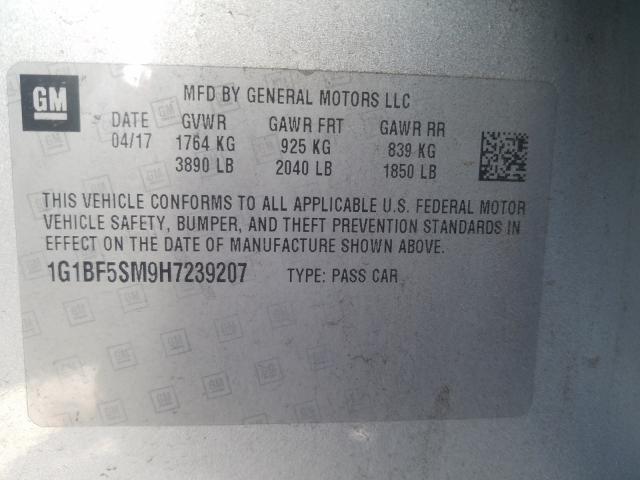 GM
MFD BY GENERAL MOTORS LLC
DATE GVWR GAWR FRT GAWR RR
04/17 1764 KG 925 KG 839 KG
3890 LB 2040 LB 1850 LB
THIS VEHICLE CONFORMS TO ALL APPLICABLE U.S. FEDERAL MOTOR
VEHICLE SAFETY, BUMPER, AND THEFT PREVENTION STANDARDS IN
EFFECT ON THE DATE OF MANUFACTURE SHOWN ABOVE.
1G1BF5SM9H7239207 TYPE: PASS CAR